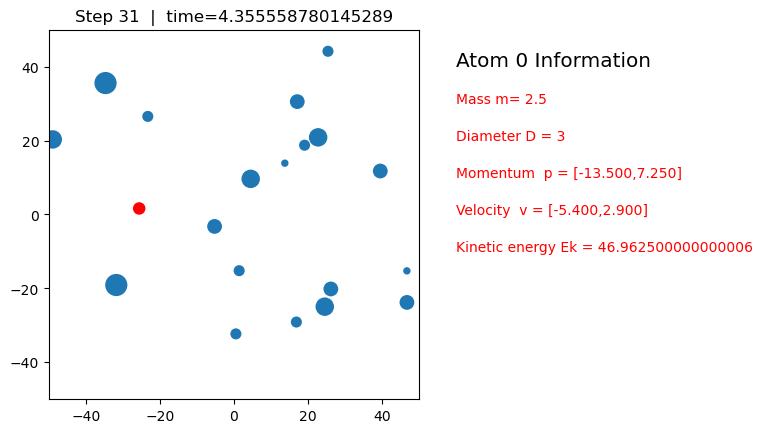 Step 31  |  time=4.355558780145289
Atom 0 Information
Mass m= 2.5
Diameter D = 3
Momentum  p = [-13.500,7.250]
Velocity  v = [-5.400,2.900]
Kinetic energy Ek = 46.962500000000006
40
20
0
−20
−40
−40 −20 0 20 40